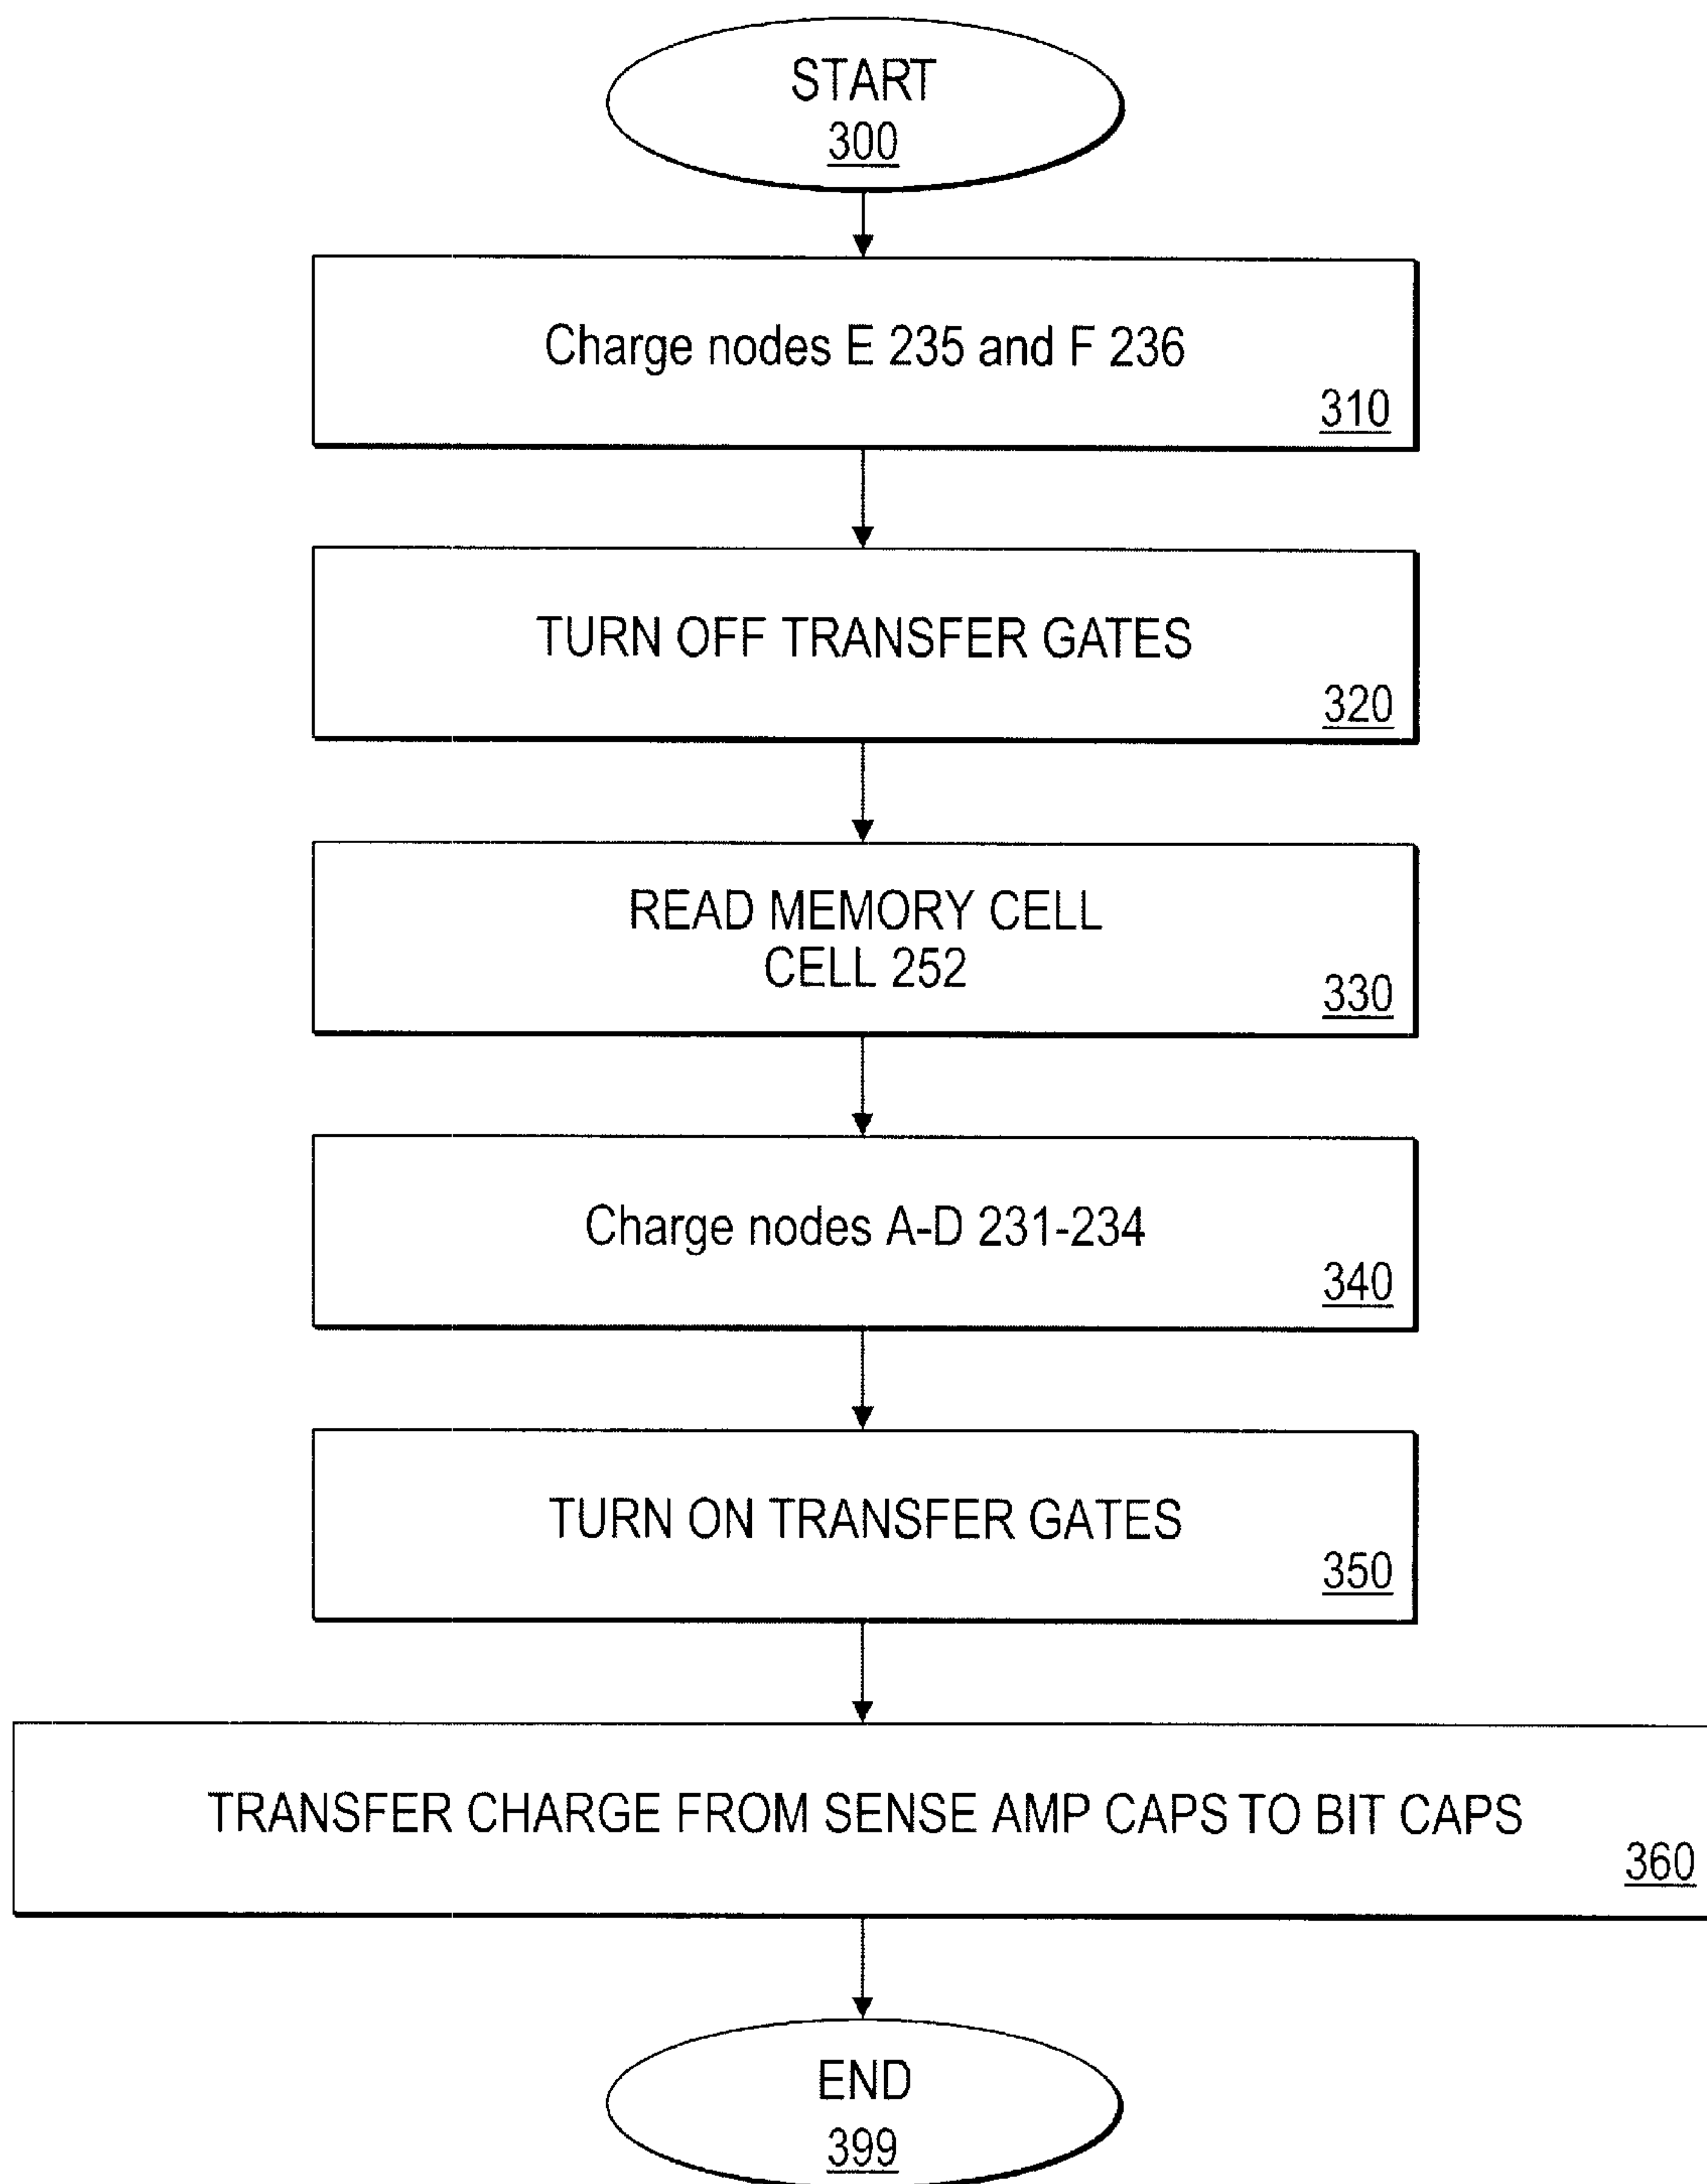 START
300
Charge nodes E 235 and F 236
310
TURN OFF TRANSFER GATES
320
READ MEMORY CELL
CELL 252
330
Charge nodes A-D 231-234
340
TURN ON TRANSFER GATES
350
TRANSFER CHARGE FROM SENSE AMP CAPS TO BIT CAPS
360
END
399